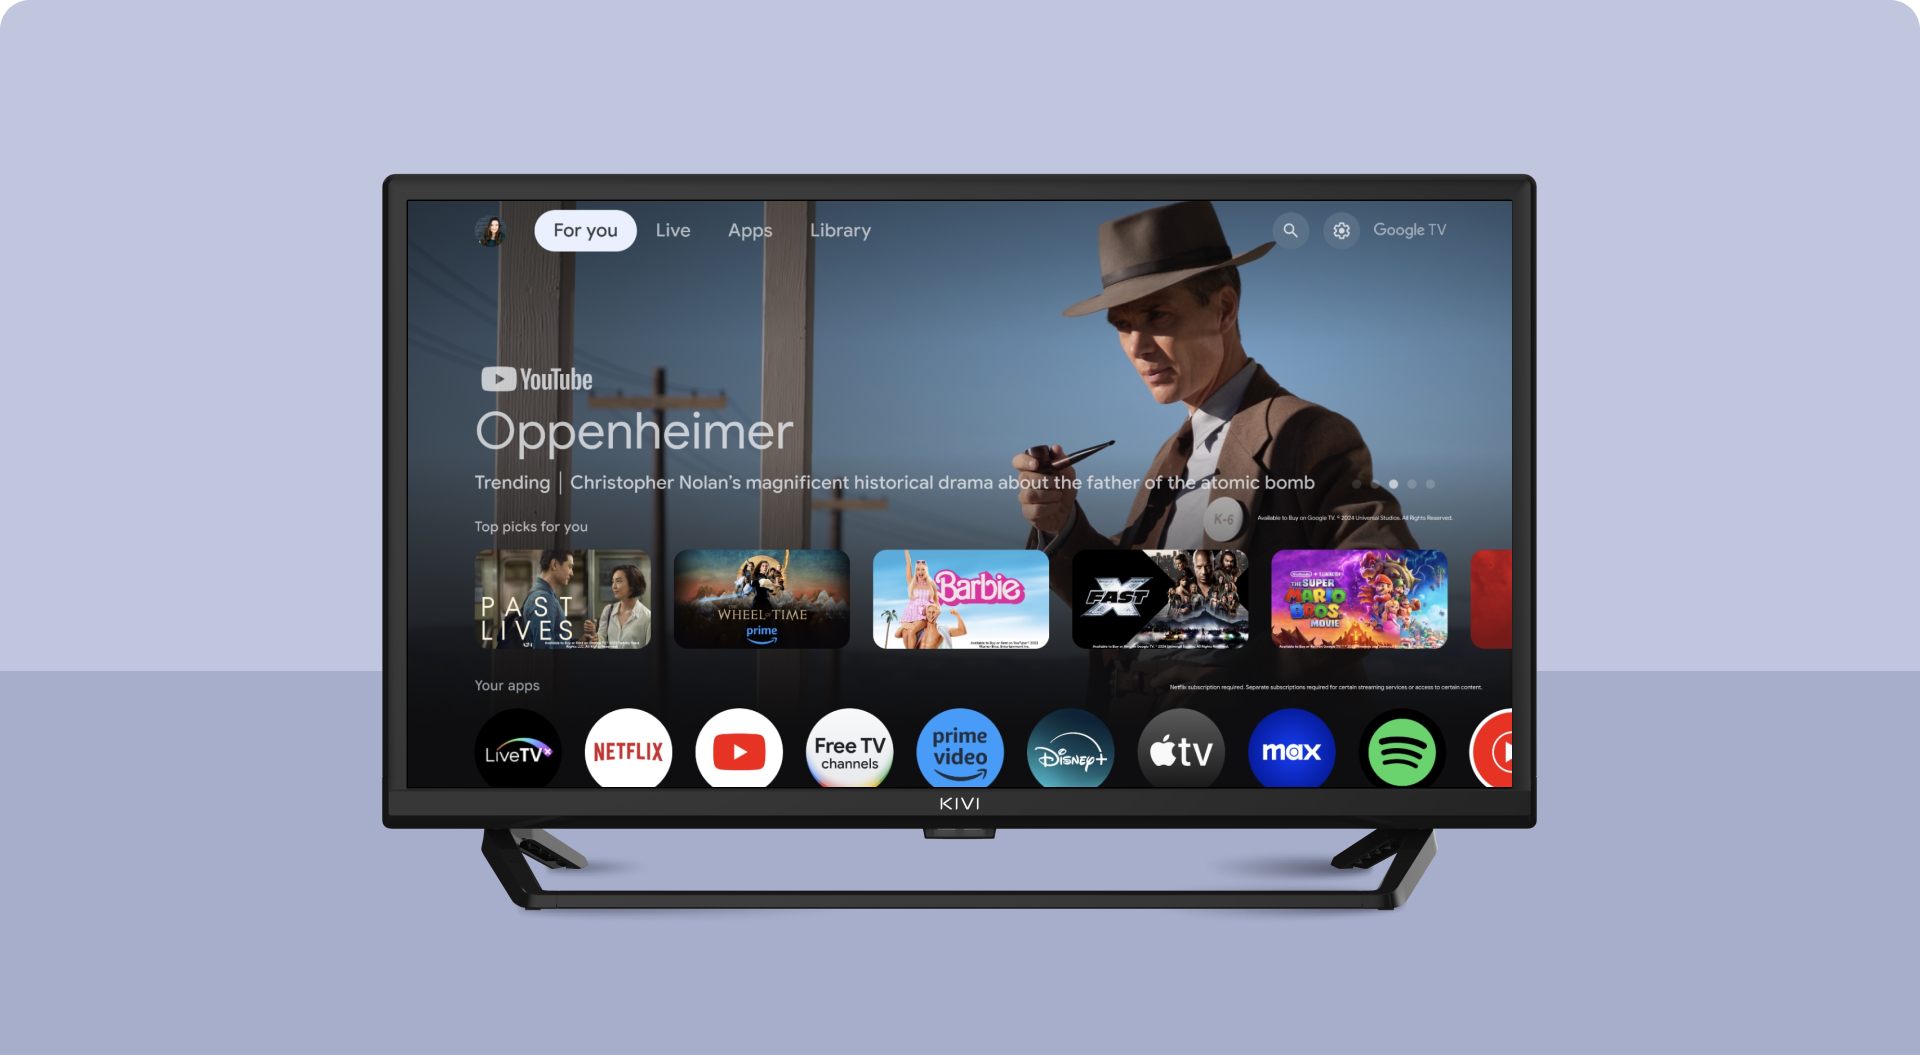 For you
Live
Apps
Library
Google TV
YouTube
Oppenheimer
Trending | Christopher Nolan's magnificent historical drama about the father of the atomic bomb
K-6
Available to Buy on Google TV. © 2024 Universal Studios. All Rights Reserved.
Top picks for you
PAST
LIVES
WHEEL OF TIME
prime
Barbie
FAST X
Nintendo
THE SUPER
MARIO
BROS
MOVIE
Your apps
Netflix subscription required. Separate subscriptions required for certain streaming services or access to certain content.
LiveTV
NETFLIX
Free TV
channels
prime
video
Disney+
tv
max
KIVI